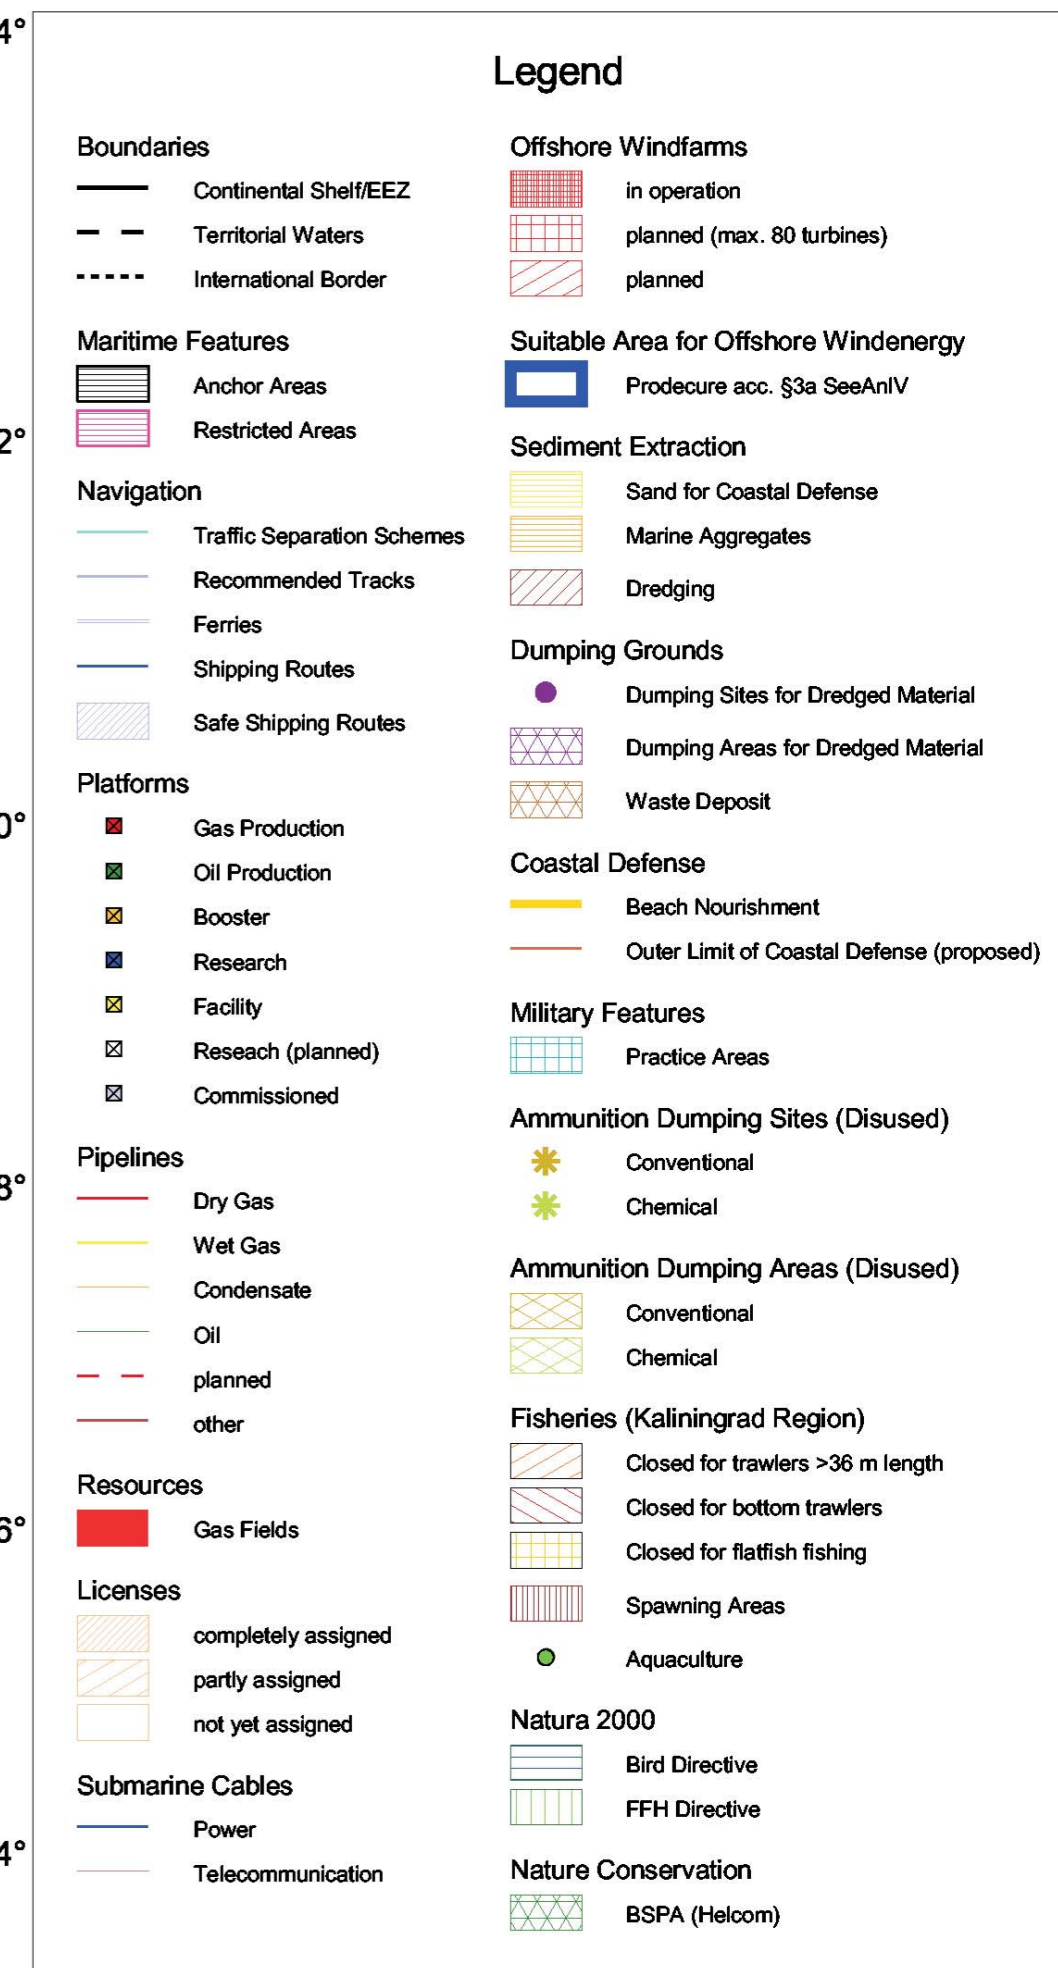 4°
2°
0°
8°
6°
4°
Legend
Boundaries
Continental Shelf/EEZ
Territorial Waters
International Border
Maritime Features
Anchor Areas
Restricted Areas
Navigation
Traffic Separation Schemes
Recommended Tracks
Ferries
Shipping Routes
Safe Shipping Routes
Platforms
Gas Production
Oil Production
Booster
Research
Facility
Reseach (planned)
Commissioned
Pipelines
Dry Gas
Wet Gas
Condensate
Oil
planned
other
Resources
Gas Fields
Licenses
completely assigned
partly assigned
not yet assigned
Submarine Cables
Power
Telecommunication
Offshore Windfarms
in operation
planned (max. 80 turbines)
planned
Suitable Area for Offshore Windenergy
Prodecure acc. §3a SeeAnlV
Sediment Extraction
Sand for Coastal Defense
Marine Aggregates
Dredging
Dumping Grounds
Dumping Sites for Dredged Material
Dumping Areas for Dredged Material
Waste Deposit
Coastal Defense
Beach Nourishment
Outer Limit of Coastal Defense (proposed)
Military Features
Practice Areas
Ammunition Dumping Sites (Disused)
Conventional
Chemical
Ammunition Dumping Areas (Disused)
Conventional
Chemical
Fisheries (Kaliningrad Region)
Closed for trawlers >36 m length
Closed for bottom trawlers
Closed for flatfish fishing
Spawning Areas
Aquaculture
Natura 2000
Bird Directive
FFH Directive
Nature Conservation
BSPA (Helcom)